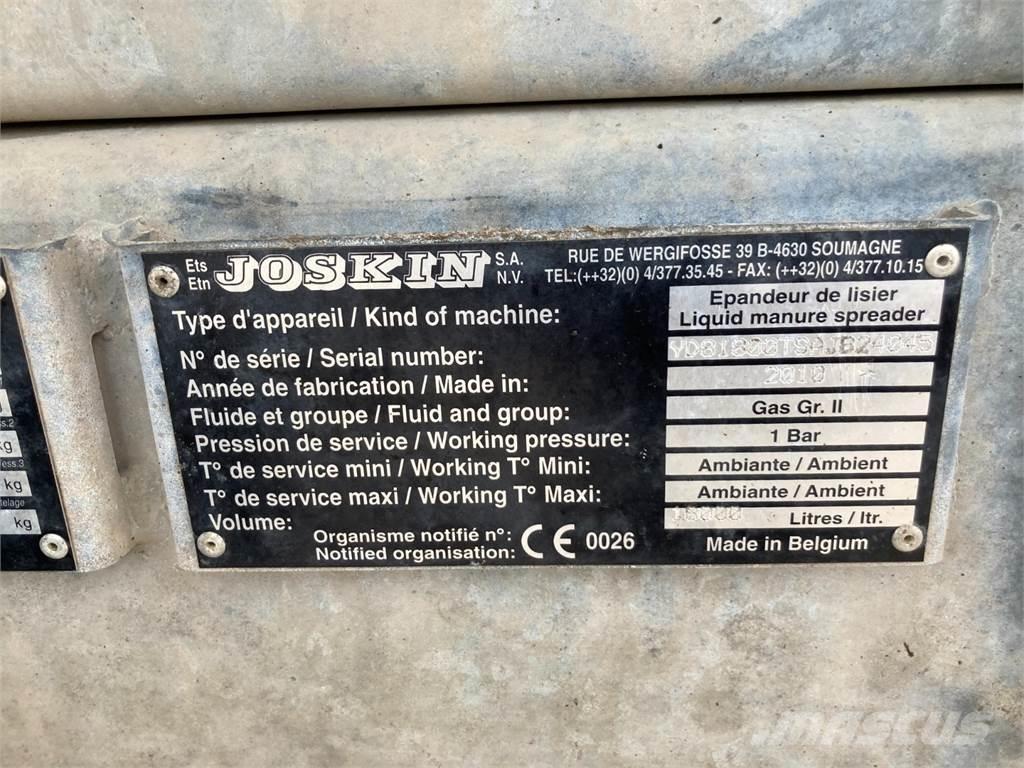 Ets
Etn
JOSKIN
S.A.
N.V.
RUE DE WERGIFOSSE 39 B-4630 SOUMAGNE
TEL:(++32)(0) 4/377.35.45 - FAX: (++32)(0) 4/377.10.15
Type d'appareil / Kind of machine:
Epandeur de lisier
Liquid manure spreader
N° de série / Serial number:
Année de fabrication / Made in: 2010
Fluide et groupe / Fluid and group: Gas Gr. II
Pression de service / Working pressure: 1 Bar
T° de service mini / Working T° Mini: Ambiante / Ambient
T° de service maxi / Working T° Maxi: Ambiante / Ambient
Volume: Litres / ltr.
Organisme notifié n°:
Notified organisation:
CE 0026
Made in Belgium
kg
kg
kg
MASCUS